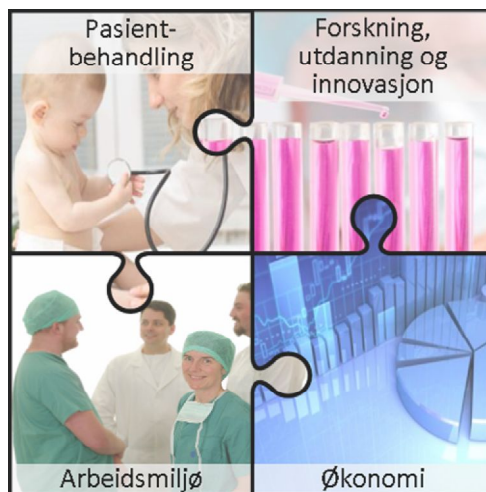 Pasient-
behandling
Forskning,
utdanning og
innovasjon
Arbeidsmiljø
Økonomi